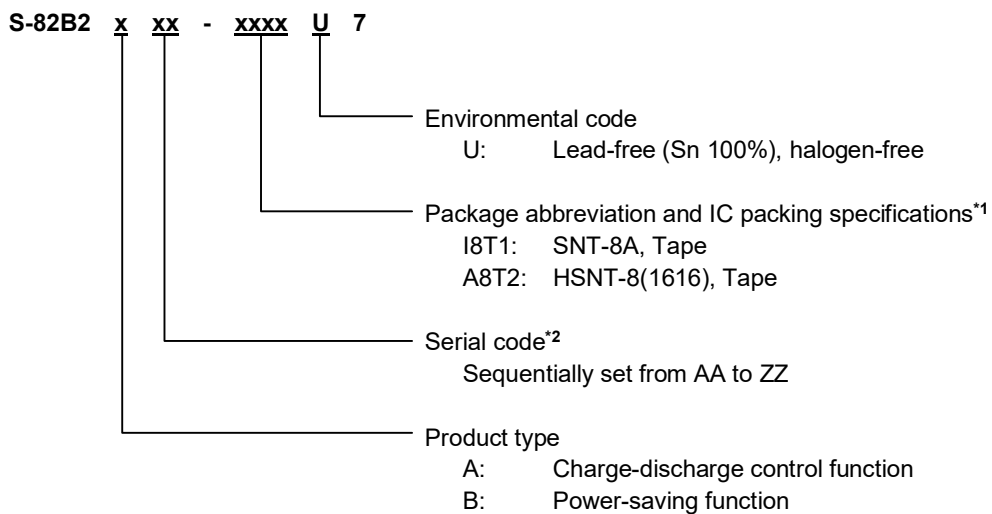 S-82B2 x xx - xxxx U 7
Environmental code
U: Lead-free (Sn 100%), halogen-free
Package abbreviation and IC packing specifications*1
I8T1: SNT-8A, Tape
A8T2: HSNT-8(1616), Tape
Serial code*2
Sequentially set from AA to ZZ
Product type
A: Charge-discharge control function
B: Power-saving function